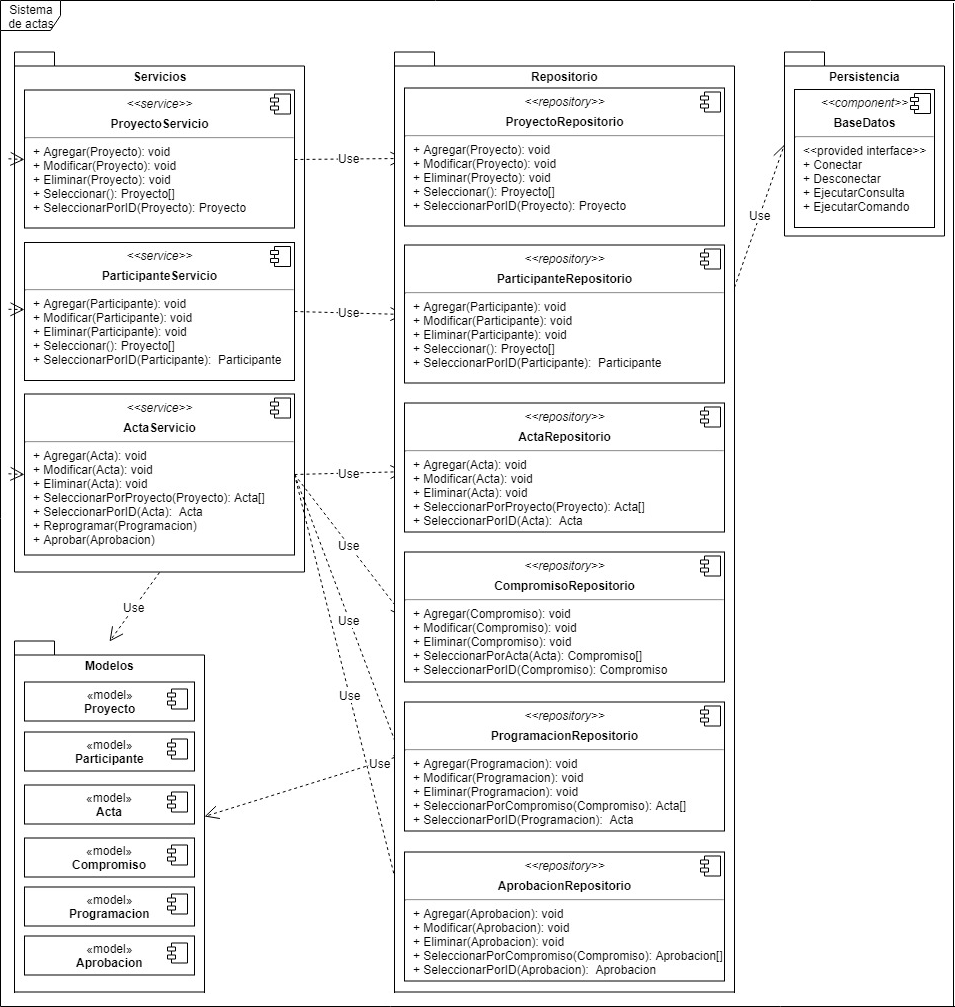 Sistema
de actas
Servicios
<<service>>
ProyectoServicio
+ Agregar(Proyecto): void
+ Modificar(Proyecto): void
+ Eliminar(Proyecto): void
+ Seleccionar(): Proyecto[]
+ SeleccionarPorID(Proyecto): Proyecto
<<service>>
ParticipanteServicio
+ Agregar(Participante): void
+ Modificar(Participante): void
+ Eliminar(Participante): void
+ Seleccionar(): Proyecto[]
+ SeleccionarPorID(Participante):  Participante
<<service>>
ActaServicio
+ Agregar(Acta): void
+ Modificar(Acta): void
+ Eliminar(Acta): void
+ SeleccionarPorProyecto(Proyecto): Acta[]
+ SeleccionarPorID(Acta):  Acta
+ Reprogramar(Programacion)
+ Aprobar(Aprobacion)
Use
Use
Use
Use
Use
Use
Use
Use
Use
Modelos
«model»
Proyecto
«model»
Participante
«model»
Acta
«model»
Compromiso
«model»
Programacion
«model»
Aprobacion
Repositorio
<<repository>>
ProyectoRepositorio
+ Agregar(Proyecto): void
+ Modificar(Proyecto): void
+ Eliminar(Proyecto): void
+ Seleccionar(): Proyecto[]
+ SeleccionarPorID(Proyecto): Proyecto
<<repository>>
ParticipanteRepositorio
+ Agregar(Participante): void
+ Modificar(Participante): void
+ Eliminar(Participante): void
+ Seleccionar(): Proyecto[]
+ SeleccionarPorID(Participante):  Participante
<<repository>>
ActaRepositorio
+ Agregar(Acta): void
+ Modificar(Acta): void
+ Eliminar(Acta): void
+ SeleccionarPorProyecto(Proyecto): Acta[]
+ SeleccionarPorID(Acta):  Acta
<<repository>>
CompromisoRepositorio
+ Agregar(Compromiso): void
+ Modificar(Compromiso): void
+ Eliminar(Compromiso): void
+ SeleccionarPorActa(Acta): Compromiso[]
+ SeleccionarPorID(Compromiso): Compromiso
<<repository>>
ProgramacionRepositorio
+ Agregar(Programacion): void
+ Modificar(Programacion): void
+ Eliminar(Programacion): void
+ SeleccionarPorCompromiso(Compromiso): Acta[]
+ SeleccionarPorID(Programacion):  Acta
<<repository>>
AprobacionRepositorio
+ Agregar(Aprobacion): void
+ Modificar(Aprobacion): void
+ Eliminar(Aprobacion): void
+ SeleccionarPorCompromiso(Compromiso): Aprobacion[]
+ SeleccionarPorID(Aprobacion):  Aprobacion
Persistencia
<<component>>
BaseDatos
<<provided interface>>
+ Conectar
+ Desconectar
+ EjecutarConsulta
+ EjecutarComando